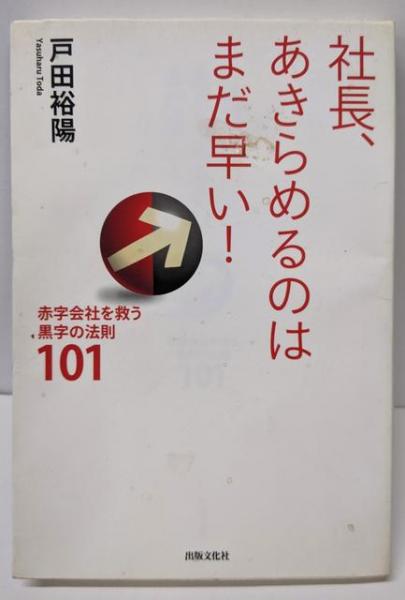 社長、
あきらめるのは
まだ早い！
戸田裕陽
Yasuharu Toda
赤字会社を救う
黒字の法則
101
出版文化社